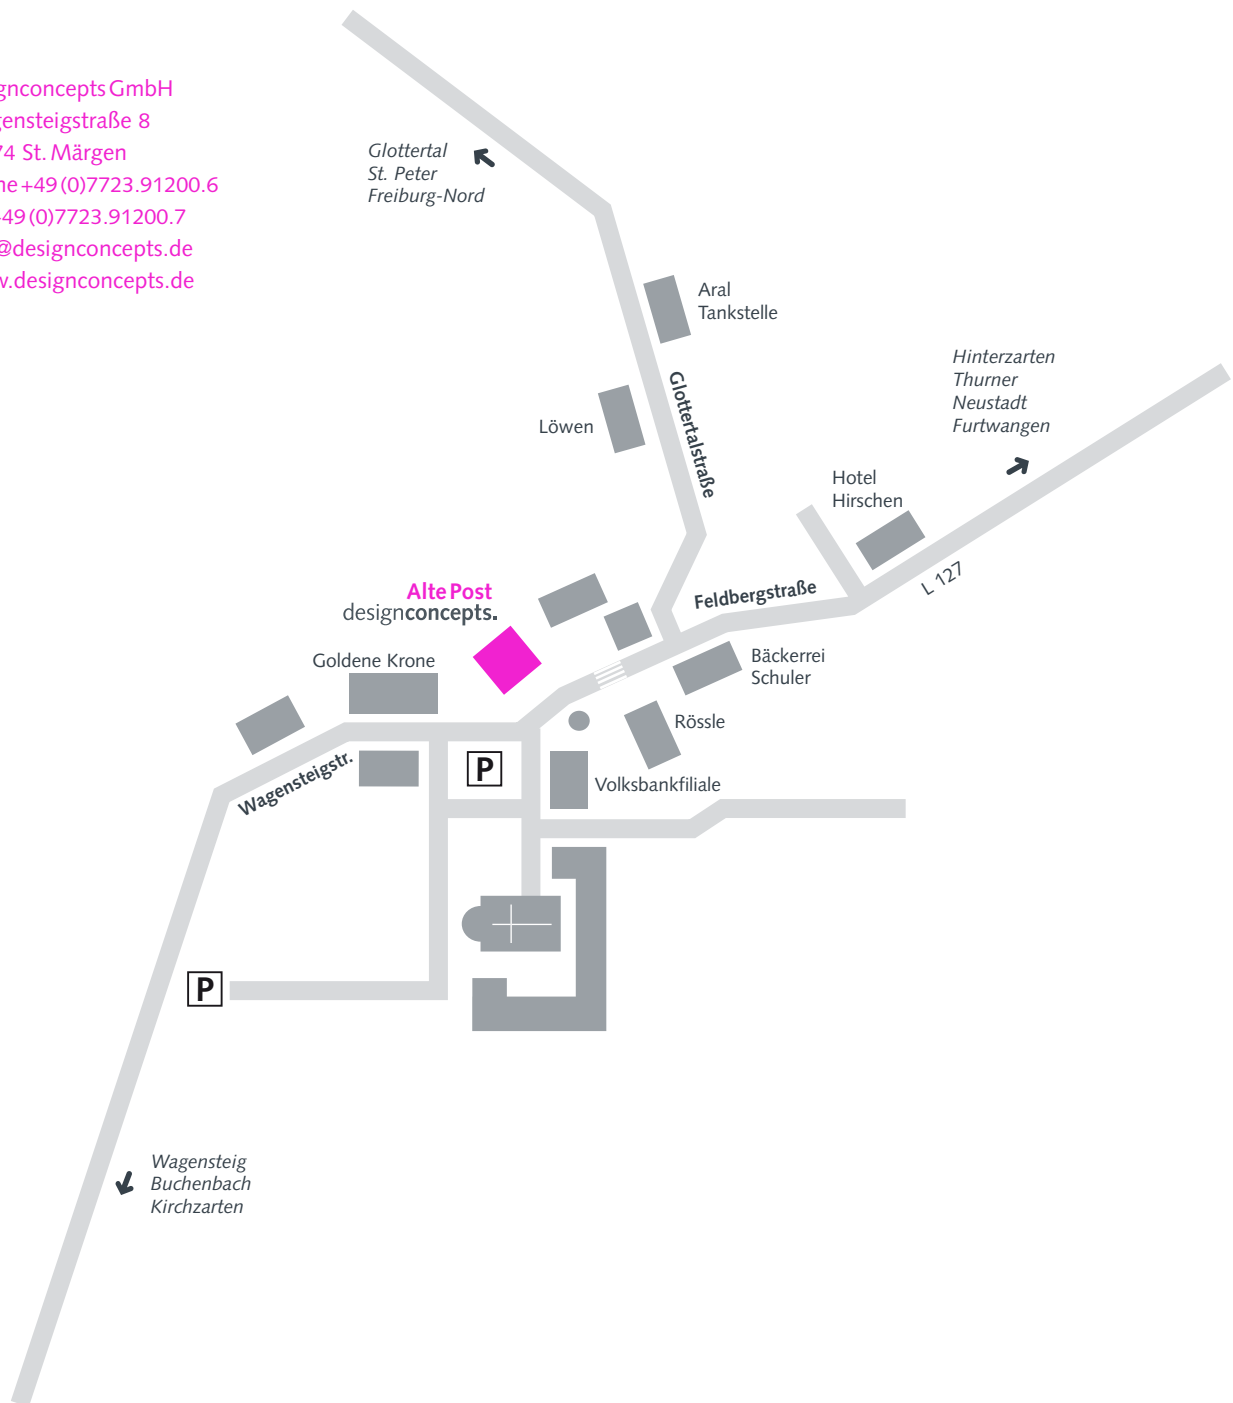 gnconcepts GmbH
gensteigstraße 8
74 St. Märgen
ne +49 (0)7723.91200.6
+49 (0)7723.91200.7
@designconcepts.de
w.designconcepts.de
Glottertal
St. Peter
Freiburg-Nord
Aral
Tankstelle
Hinterzarten
Thurner
Neustadt
Furtwangen
Glottertalstraße
Löwen
Hotel
Hirschen
L 127
Alte Post
designconcepts.
Feldbergstraße
Goldene Krone
Bäckerrei
Schuler
Rössle
Wagensteigstr.
P
Volksbankfiliale
P
Wagensteig
Buchenbach
Kirchzarten